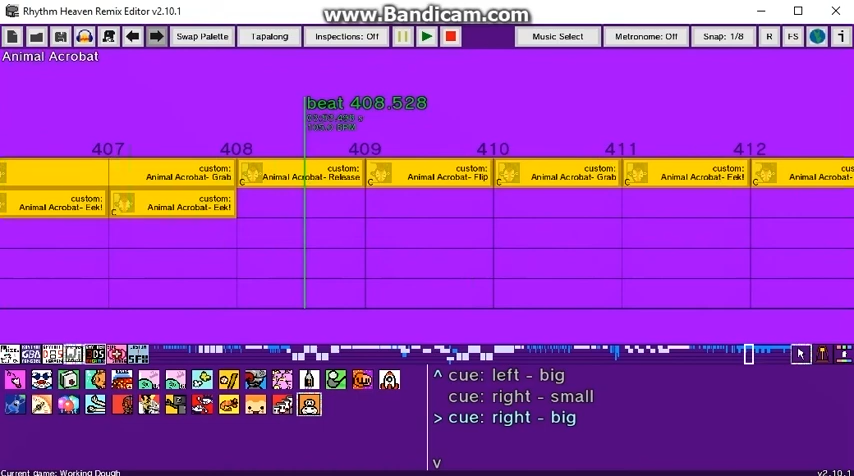 www.Bandicam.com
Rhythm Heaven Remix Editor v2.10.1
Swap Palette Tapalong Inspections: Off Music Select Metronome: Off Snap: 1/8 R FS i
Animal Acrobat
beat 408.528
407 408 409 410 411 412
custom: custom: custom: custom: custom: custom:
Animal Acrobat- Grab C Animal Acrobat- Release C Animal Acrobat- Flip C Animal Acrobat- Grab C Animal Acrobat- Eek! C Animal Acrobat-
custom: custom:
Animal Acrobat- Eek! C Animal Acrobat- Eek!
^ cue: left - big
cue: right - small
> cue: right - big
v
Current game: Working Dough v2.10.1